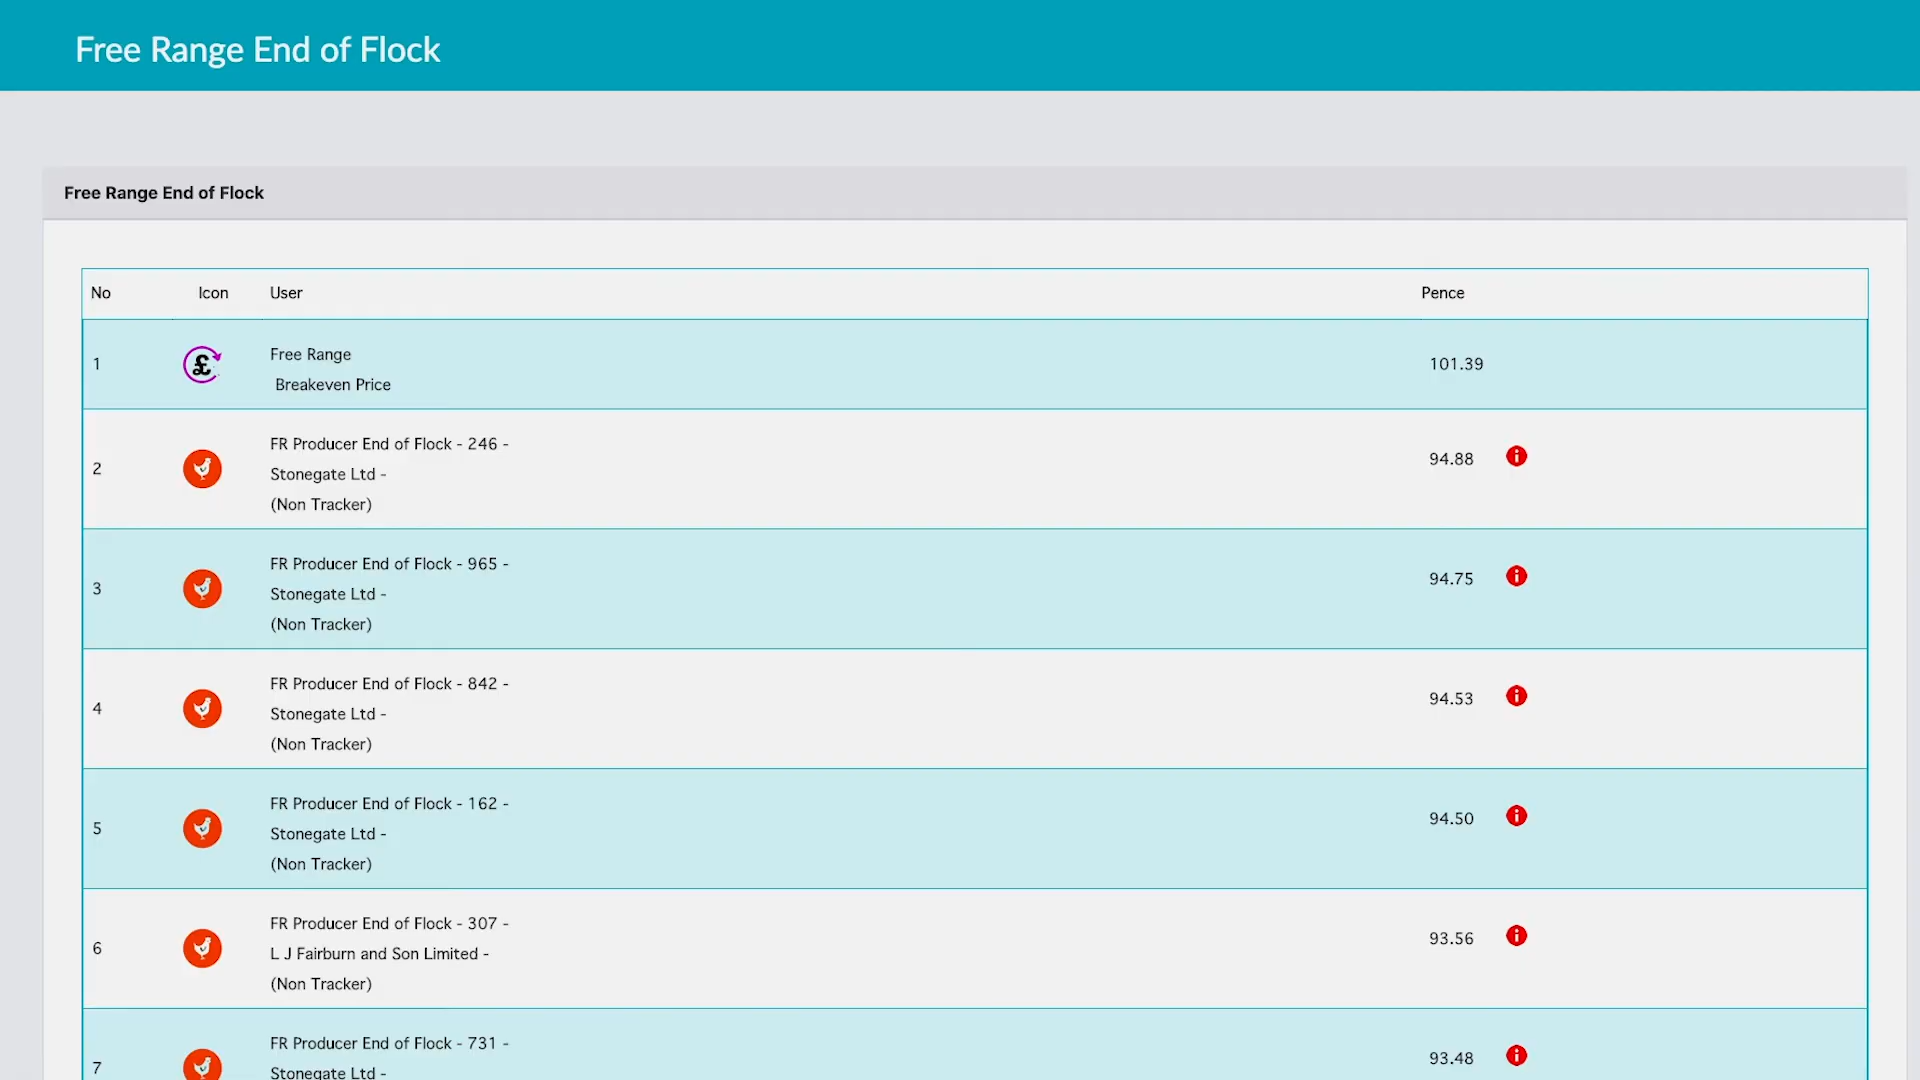 Free Range End of Flock
Free Range End of Flock
No Icon User Pence
1 £ Free Range
Breakeven Price
101.39
2 FR Producer End of Flock - 246 -
Stonegate Ltd -
(Non Tracker)
94.88 i
3 FR Producer End of Flock - 965 -
Stonegate Ltd -
(Non Tracker)
94.75 i
4 FR Producer End of Flock - 842 -
Stonegate Ltd -
(Non Tracker)
94.53 i
5 FR Producer End of Flock - 162 -
Stonegate Ltd -
(Non Tracker)
94.50 i
6 FR Producer End of Flock - 307 -
L J Fairburn and Son Limited -
(Non Tracker)
93.56 i
7 FR Producer End of Flock - 731 -
Stonegate Ltd -
93.48 i